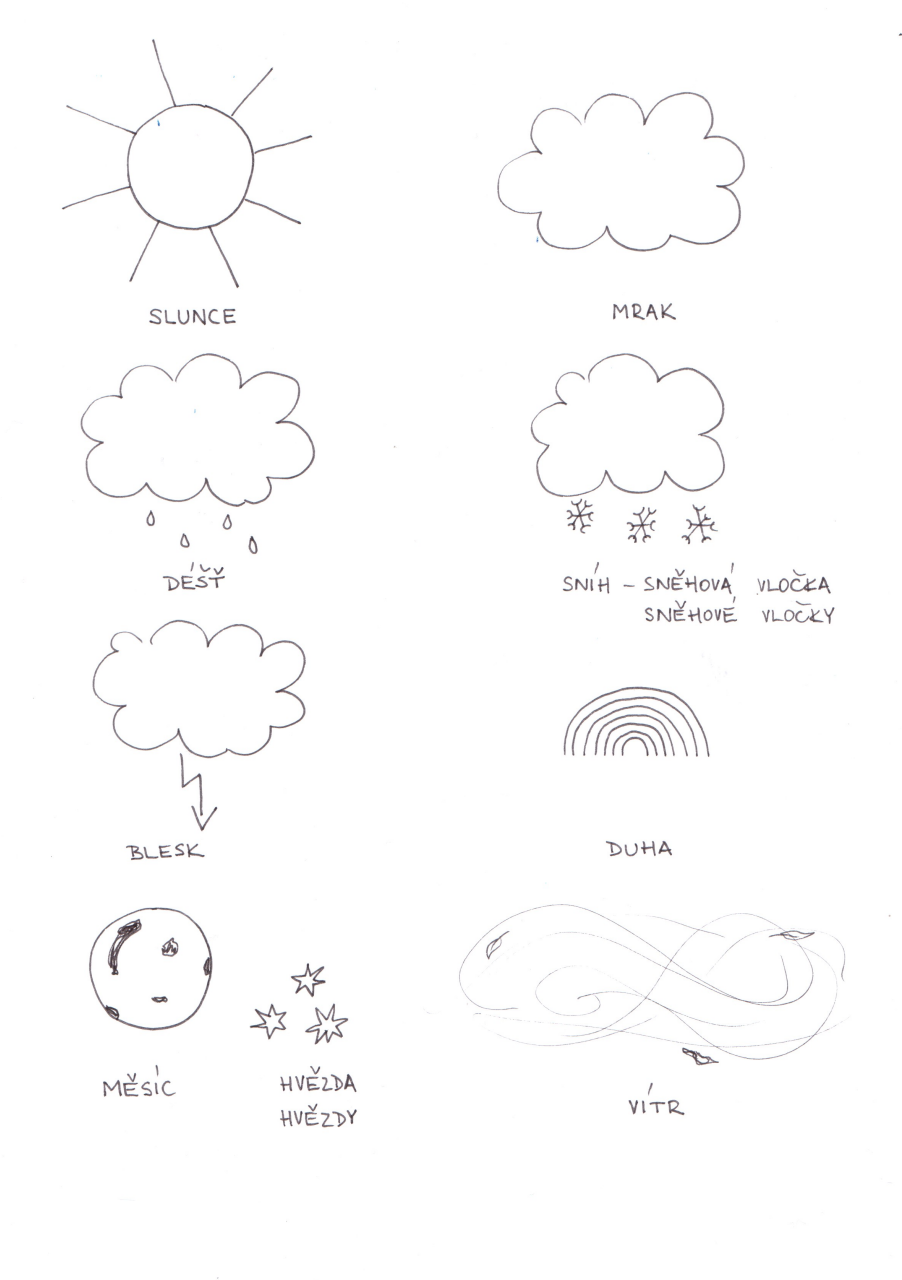 SLUNCE
MRAK
DÉŠŤ
SNÍH – SNĚHOVÁ VLOČKA
SNĚHOVÉ VLOČKY
BLESK
DUHA
MĚSÍC
HVĚZDA
HVĚZDY
VÍTR